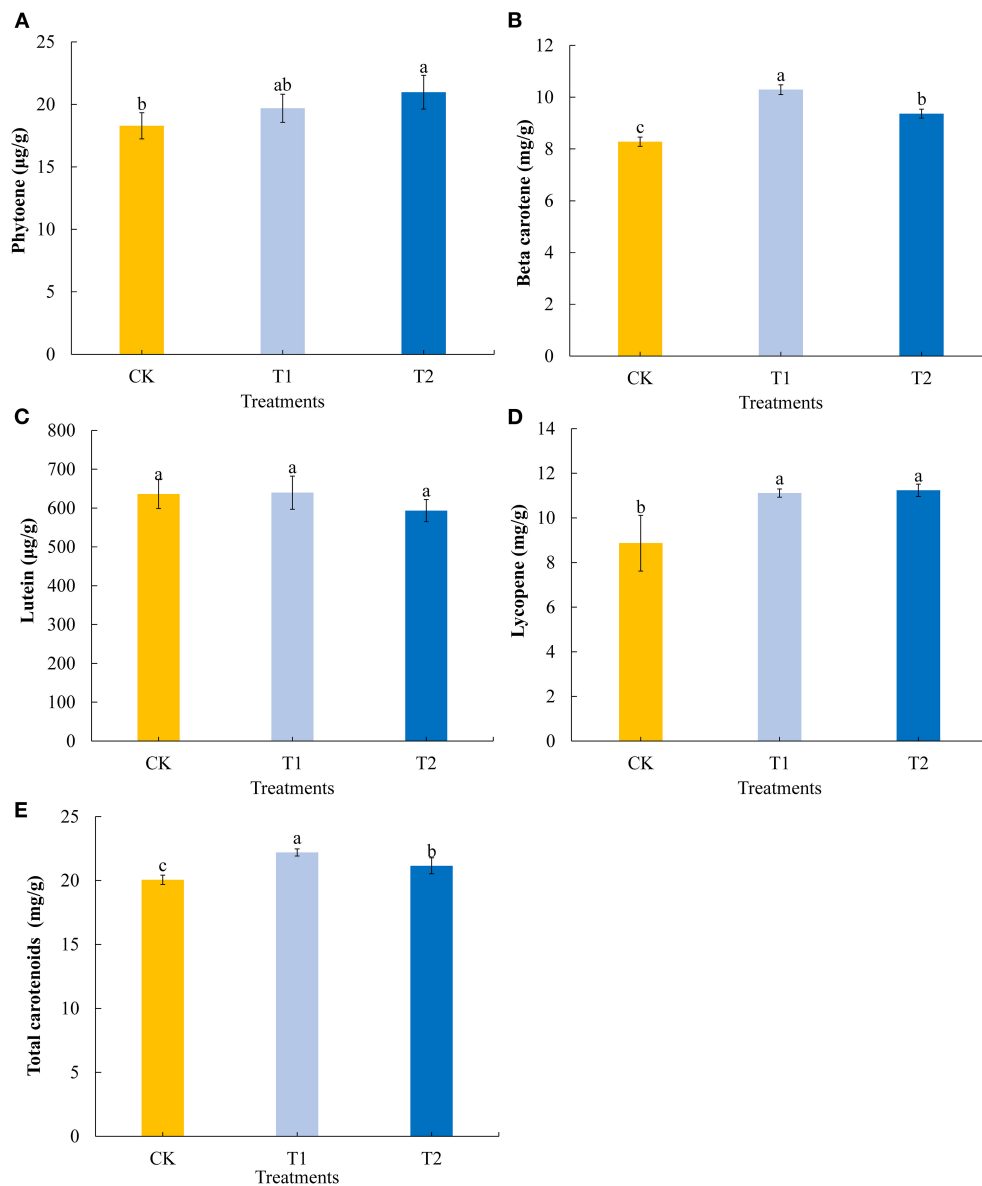 A
Phytoene (µg/g)
25
20
15
10
5
0
b
ab
a
CK T1 T2
Treatments
B
Beta carotene (mg/g)
12
10
8
6
4
2
0
c
a
b
CK T1 T2
Treatments
C
Lutein (µg/g)
800
700
600
500
400
300
200
100
0
a
a
a
CK T1 T2
Treatments
D
Lycopene (mg/g)
14
12
10
8
6
4
2
0
b
a
a
CK T1 T2
Treatments
E
Total carotenoids (mg/g)
25
20
15
10
5
0
c
a
b
CK T1 T2
Treatments